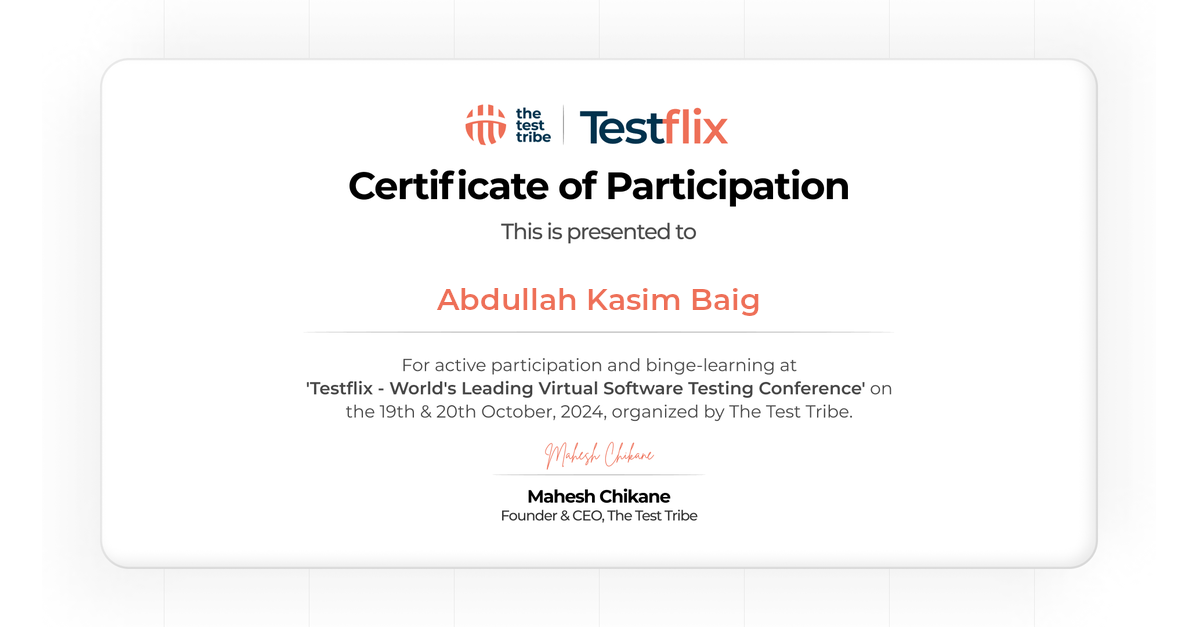 the
test
tribe
Testflix
Certificate of Participation
This is presented to
Abdullah Kasim Baig
For active participation and binge-learning at
'Testflix - World's Leading Virtual Software Testing Conference' on
the 19th & 20th October, 2024, organized by The Test Tribe.
Mahesh Chikane
Mahesh Chikane
Founder & CEO, The Test Tribe